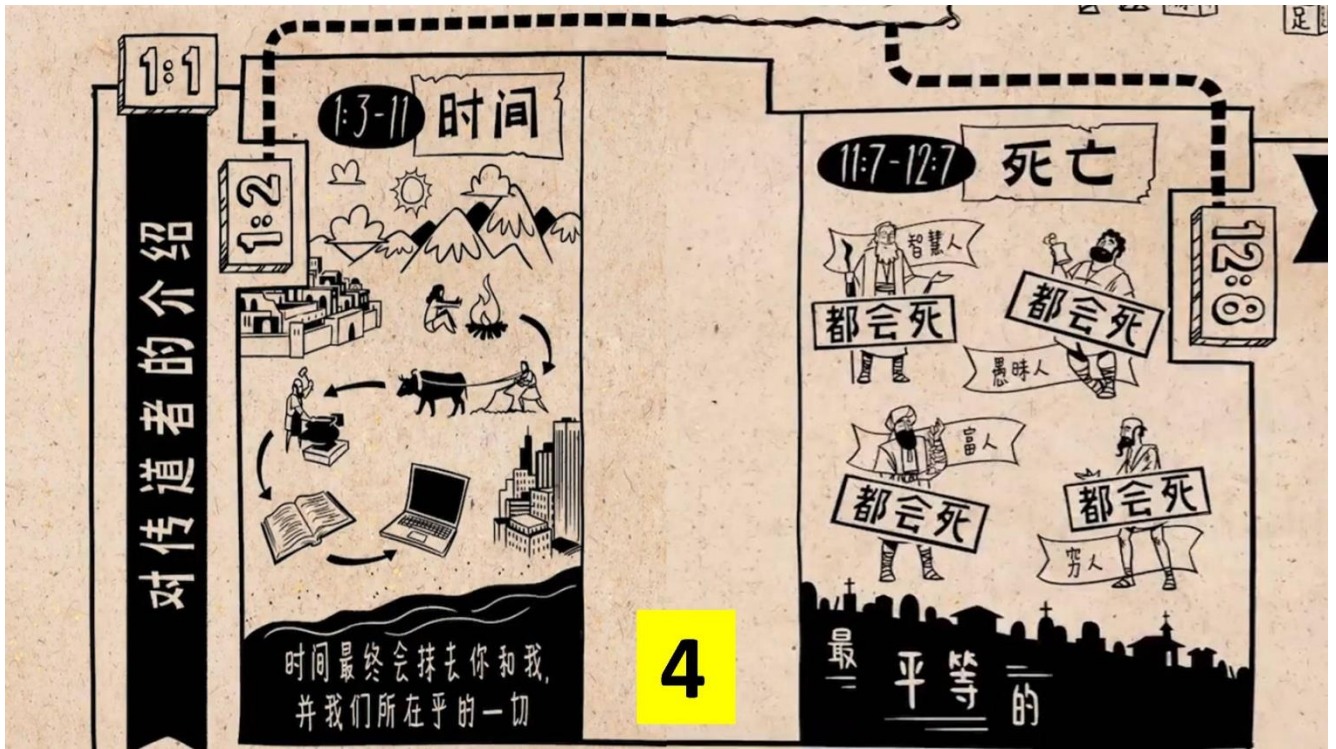 1:1
对传道者的介绍
1:2
1:3-11
时间
时间最终会抹去你和我,
并我们所在乎的一切
4
足
11:7-12:7
死亡
12:8
智慧人
都会死
都会死
愚昧人
富人
都会死
都会死
穷人
最
平等
的